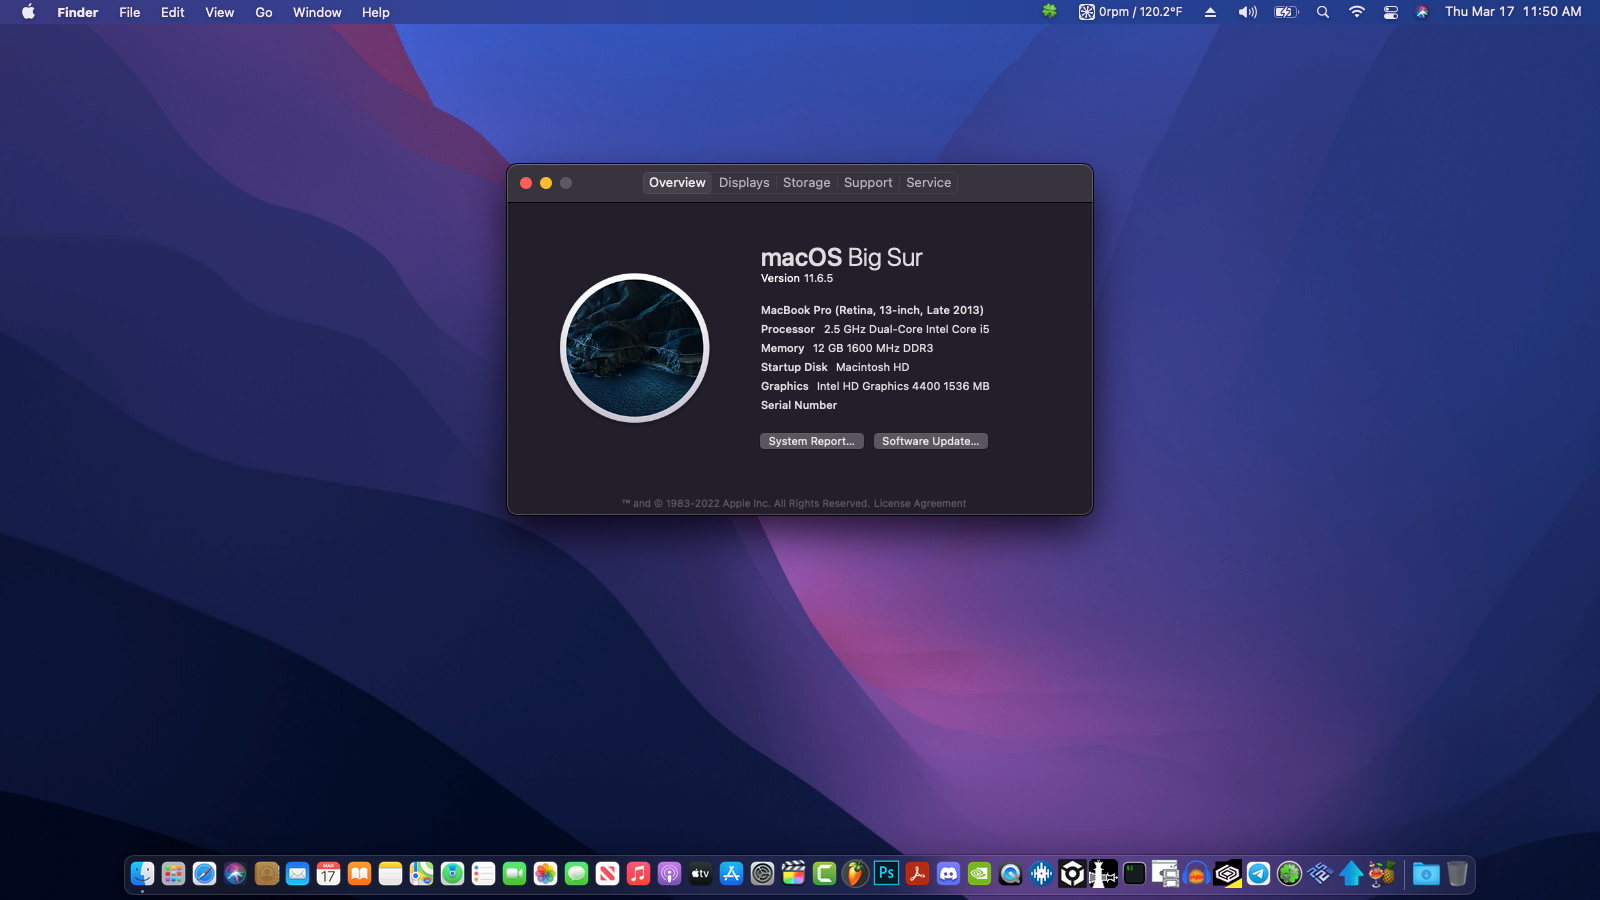 Finder File Edit View Go Window Help 0rpm / 120.2°F Thu Mar 17 11:50 AM
Overview Displays Storage Support Service
macOS Big Sur
Version 11.6.5
MacBook Pro (Retina, 13-inch, Late 2013)
Processor 2.5 GHz Dual-Core Intel Core i5
Memory 12 GB 1600 MHz DDR3
Startup Disk Macintosh HD
Graphics Intel HD Graphics 4400 1536 MB
Serial Number
System Report... Software Update...
™ and © 1983-2022 Apple Inc. All Rights Reserved. License Agreement
MAR
17 tv Ps